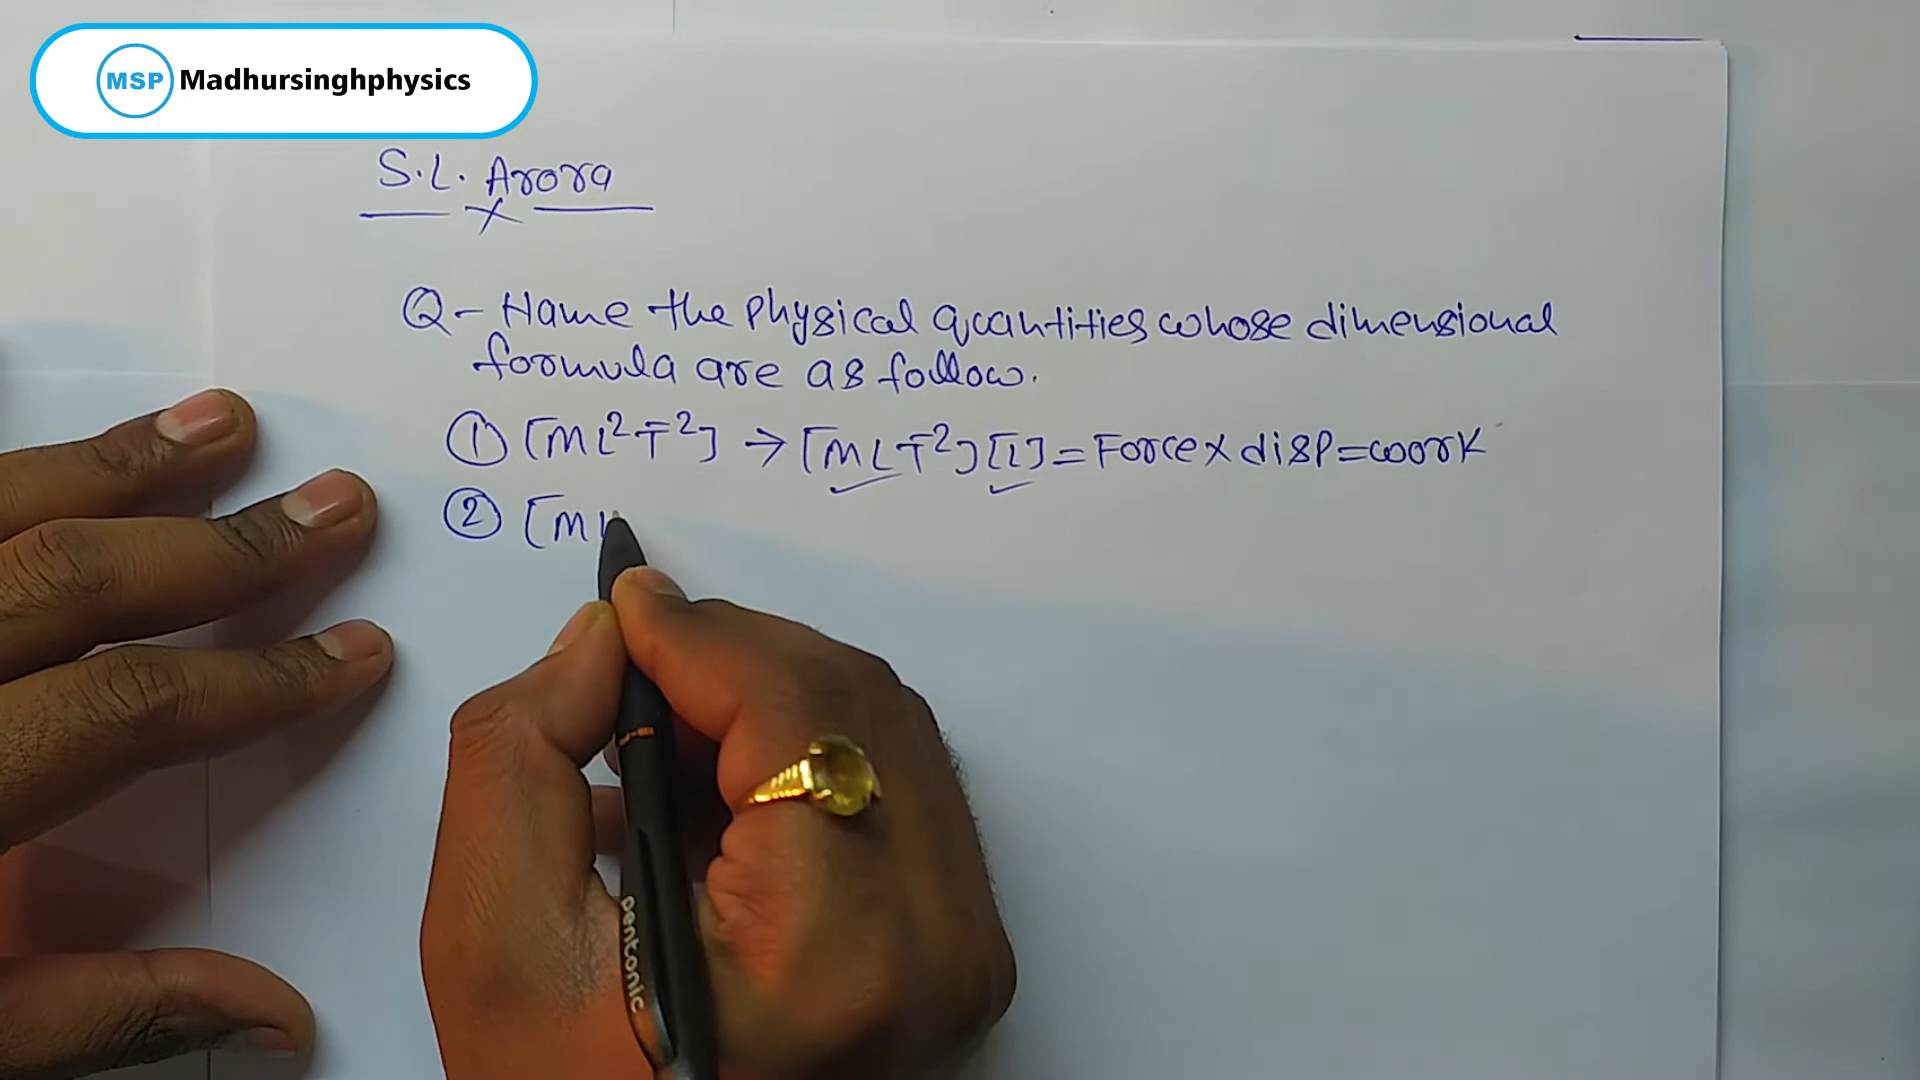 MSP Madhursinghphysics
S.L. Arora
Q - Name the physical quantities whose dimensional
formula are as follow.
① [ML²T⁻²] → [MLT⁻²][L] = Force x disp = work
② [ML
pentonic